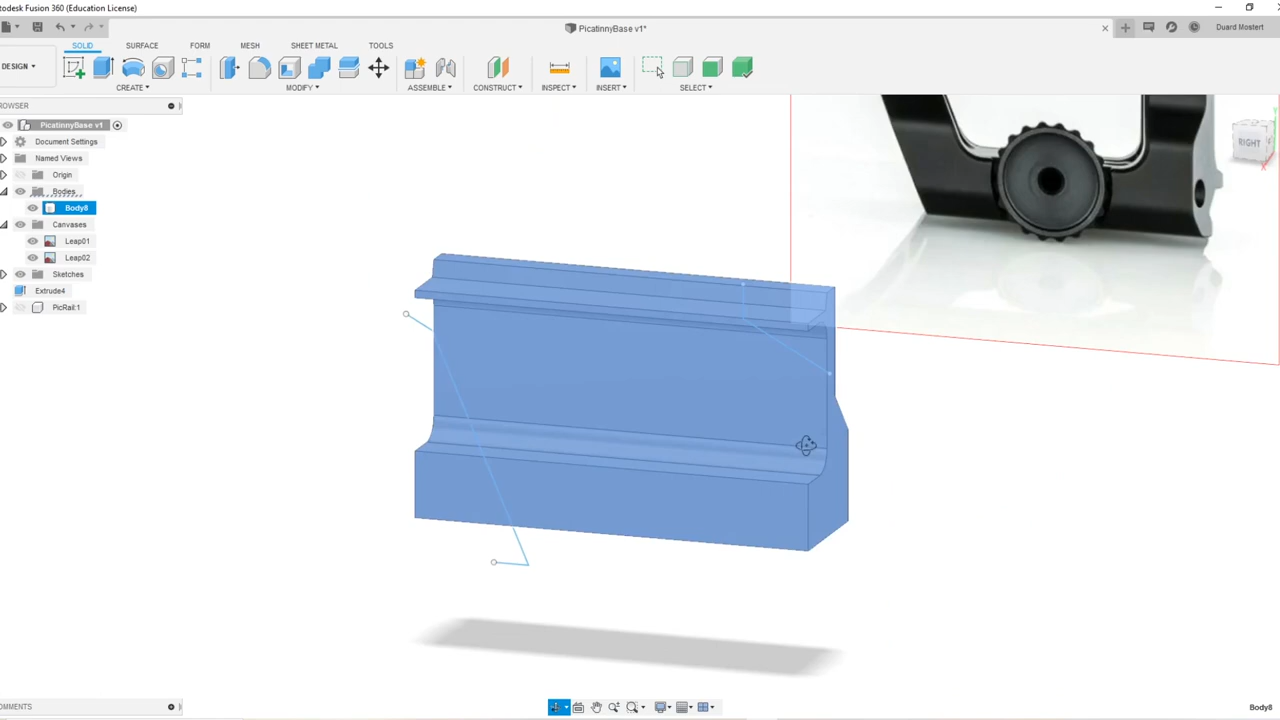 utodesk Fusion 360 (Education License)
PicatinnyBase v1*
Duard Mostert
DESIGN
SOLID SURFACE FORM MESH SHEET METAL TOOLS
CREATE MODIFY ASSEMBLE CONSTRUCT INSPECT INSERT SELECT
ROWSER
PicatinnyBase v1
Document Settings
Named Views
Origin
Bodies
Body8
Canvases
Leap01
Leap02
Sketches
Extrude4
PicRail:1
RIGHT
OMMENTS
Body8